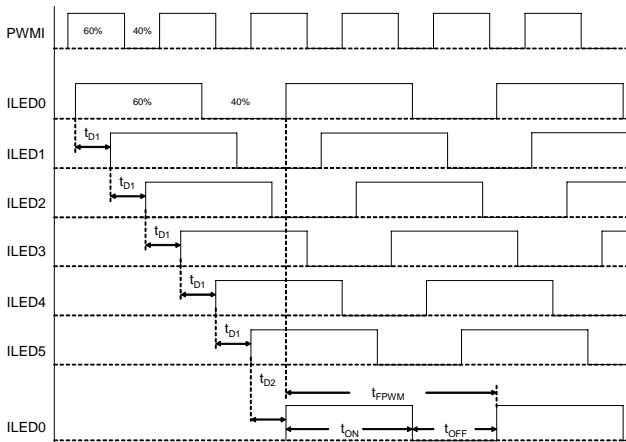 PWMI
60%
40%
ILED0
60%
40%
tD1
ILED1
tD1
ILED2
tD1
ILED3
tD1
ILED4
tD1
ILED5
tD2
tFPWM
ILED0
tON
tOFF